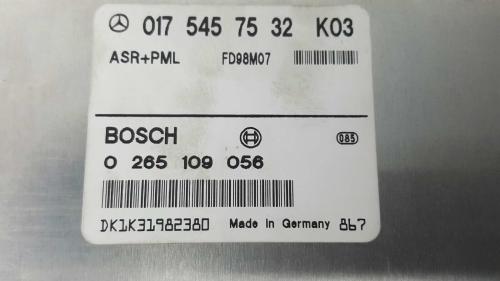 017 545 75 32 K03
ASR+PML FD98M07
BOSCH 085
0 265 109 056
DK1K31982380 Made in Germany 867